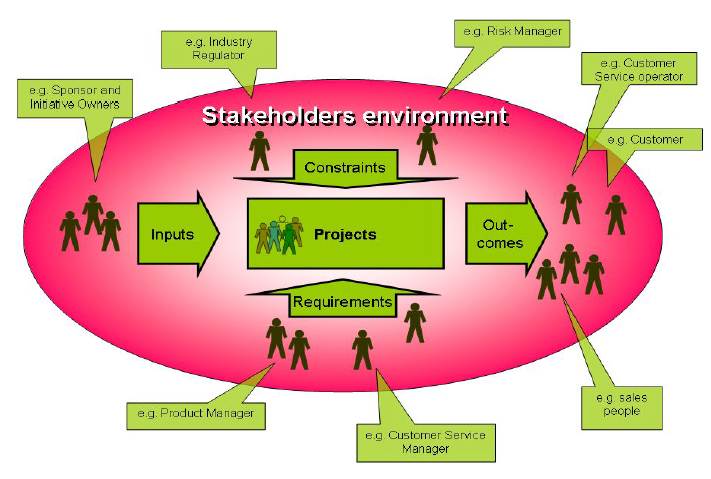 e.g. Industry
Regulator
e.g. Risk Manager
e.g. Customer
Service operator
e.g. Sponsor and
Initiative Owners
Stakeholders environment
e.g. Customer
Constraints
Inputs
Projects
Out-
comes
Requirements
e.g. Product Manager
e.g. Customer Service
Manager
e.g. sales
people